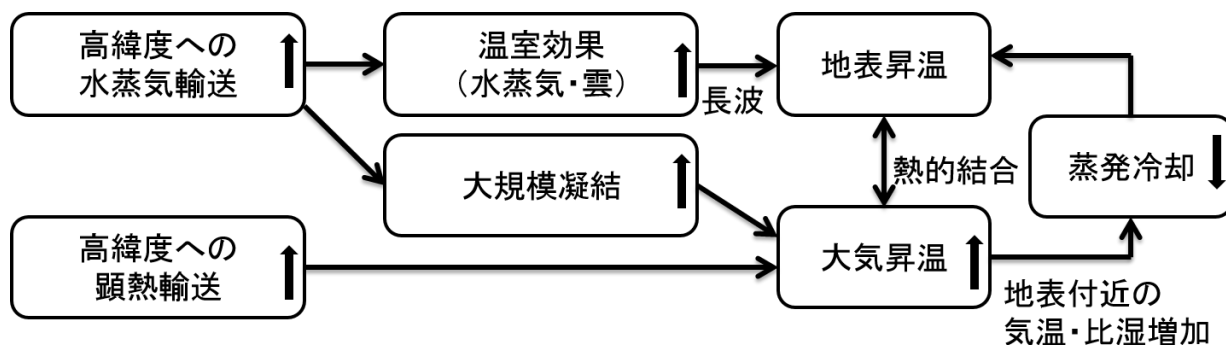 高緯度への
水蒸気輸送
温室効果
（水蒸気・雲）
長波
地表昇温
大規模凝結
熱的結合
蒸発冷却
高緯度への
顕熱輸送
大気昇温
地表付近の
気温・比湿増加